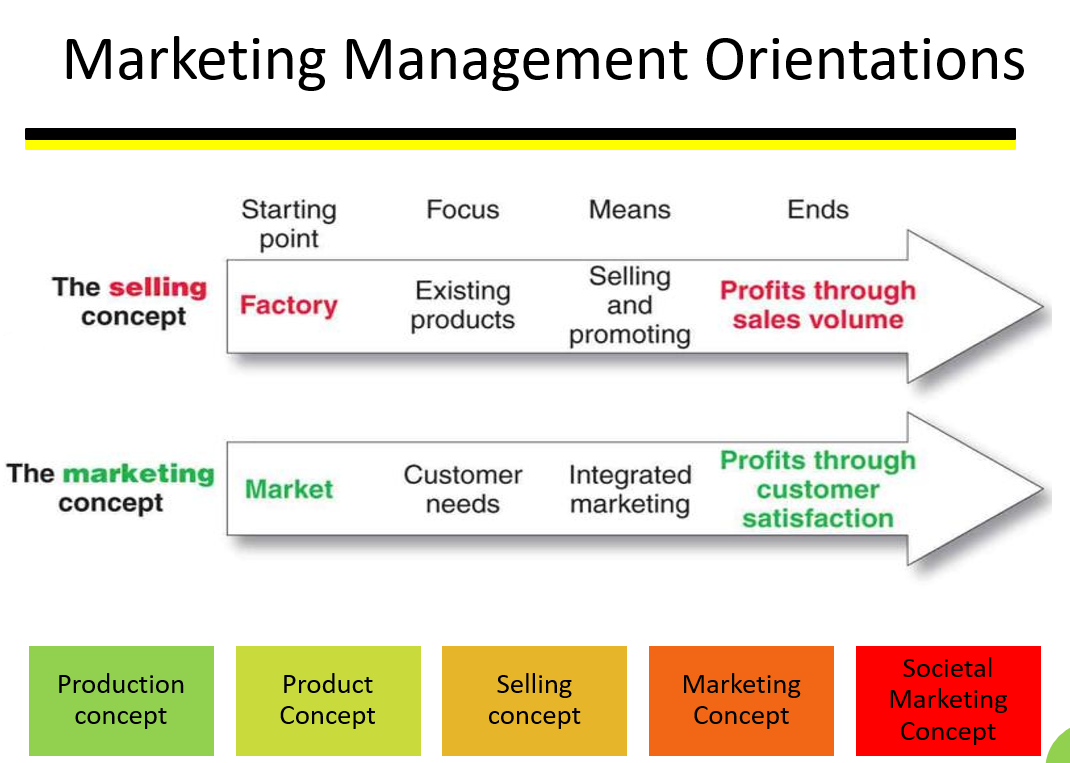 Marketing Management Orientations
Starting
point
Focus
Means
Ends
The selling
concept
Factory
Existing
products
Selling
and
promoting
Profits through
sales volume
The marketing
concept
Market
Customer
needs
Integrated
marketing
Profits through
customer
satisfaction
Production
concept
Product
Concept
Selling
concept
Marketing
Concept
Societal
Marketing
Concept